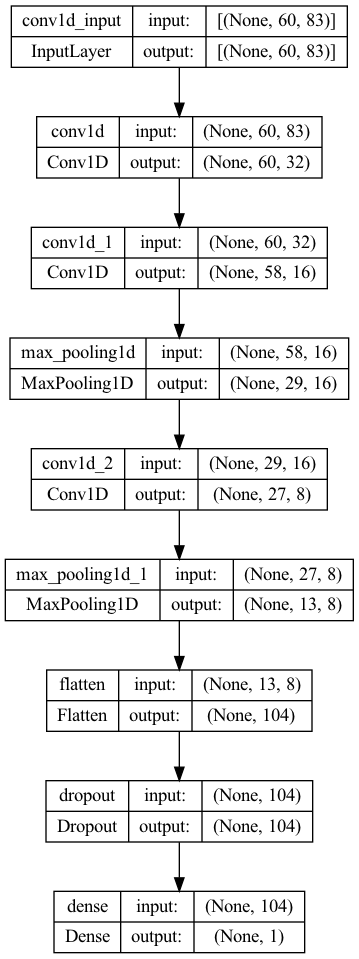 conv1d_input input: [(None, 60, 83)]
InputLayer output: [(None, 60, 83)]
conv1d input: (None, 60, 83)
Conv1D output: (None, 60, 32)
conv1d_1 input: (None, 60, 32)
Conv1D output: (None, 58, 16)
max_pooling1d input: (None, 58, 16)
MaxPooling1D output: (None, 29, 16)
conv1d_2 input: (None, 29, 16)
Conv1D output: (None, 27, 8)
max_pooling1d_1 input: (None, 27, 8)
MaxPooling1D output: (None, 13, 8)
flatten input: (None, 13, 8)
Flatten output: (None, 104)
dropout input: (None, 104)
Dropout output: (None, 104)
dense input: (None, 104)
Dense output: (None, 1)